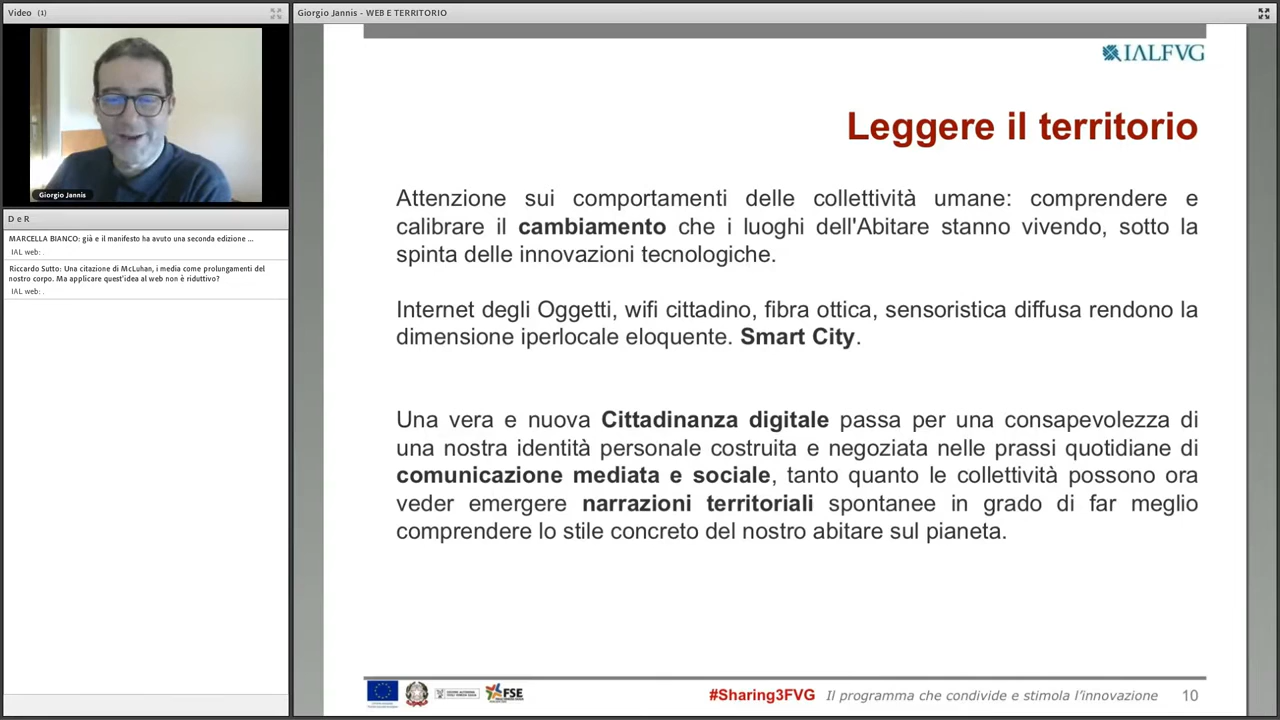 Video (1)
Giorgio Jannis
D e R
MARCELLA BIANCO: già e il manifesto ha avuto una seconda edizione ...
IAL web: .
Riccardo Sutto: Una citazione di McLuhan, i media come prolungamenti del
nostro corpo. Ma applicare quest'idea al web non è riduttivo?
IAL web: .
Giorgio Jannis - WEB E TERRITORIO
IALFVG
Leggere il territorio
Attenzione sui comportamenti delle collettività umane: comprendere e
calibrare il cambiamento che i luoghi dell'Abitare stanno vivendo, sotto la
spinta delle innovazioni tecnologiche.
Internet degli Oggetti, wifi cittadino, fibra ottica, sensoristica diffusa rendono la
dimensione iperlocale eloquente. Smart City.
Una vera e nuova Cittadinanza digitale passa per una consapevolezza di
una nostra identità personale costruita e negoziata nelle prassi quotidiane di
comunicazione mediata e sociale, tanto quanto le collettività possono ora
veder emergere narrazioni territoriali spontanee in grado di far meglio
comprendere lo stile concreto del nostro abitare sul pianeta.
FSE
#Sharing3FVG Il programma che condivide e stimola l'innovazione 10